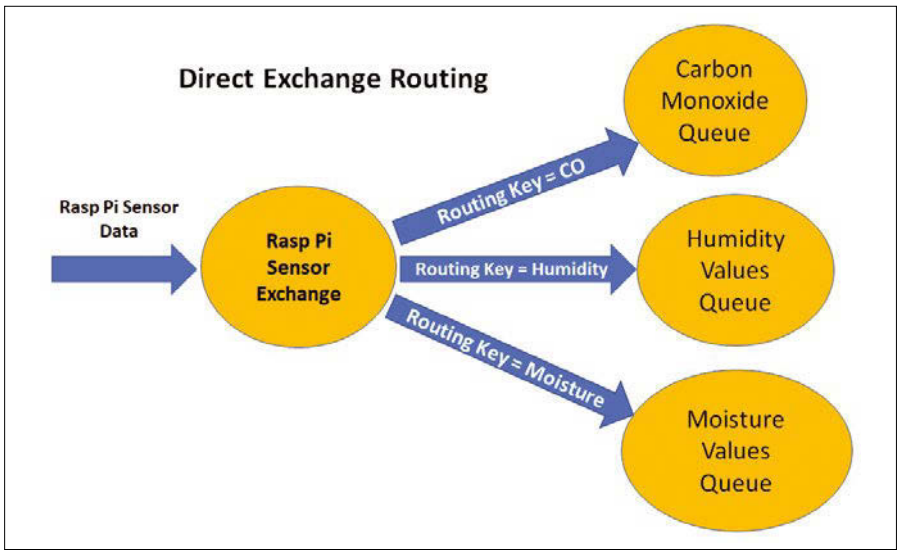 Direct Exchange Routing
Carbon
Monoxide
Queue
Rasp Pi Sensor
Data
Rasp Pi
Sensor
Exchange
Routing Key = CO
Routing Key = Humidity
Routing Key = Moisture
Humidity
Values
Queue
Moisture
Values
Queue